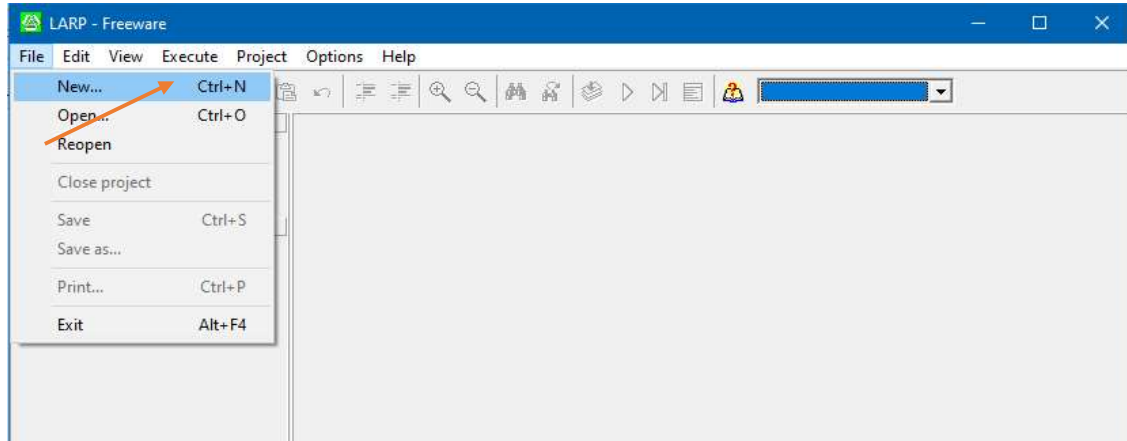 LARP - Freeware
File Edit View Execute Project Options Help
New... Ctrl+N
Open... Ctrl+O
Reopen
Close project
Save Ctrl+S
Save as...
Print... Ctrl+P
Exit Alt+F4